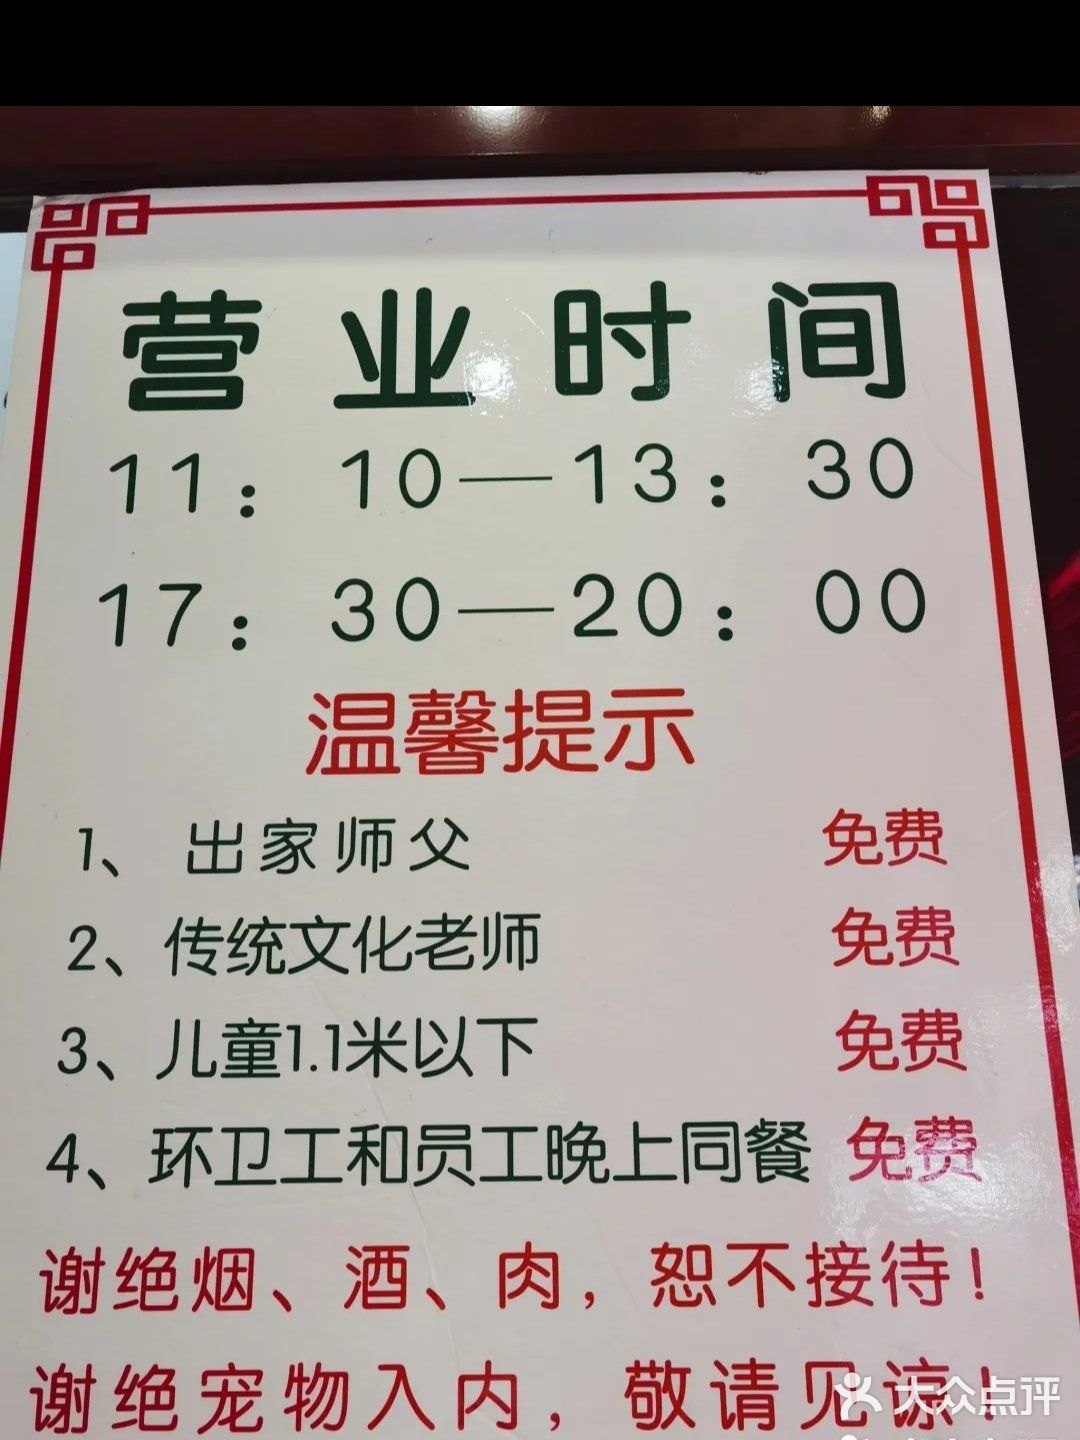 营业时间
11：10—13：30
17：30—20：00
温馨提示
1、出家师父 免费
2、传统文化老师 免费
3、儿童1.1米以下 免费
4、环卫工和员工晚上同餐 免费
谢绝烟、酒、肉，恕不接待！
谢绝宠物入内，敬请见谅！
大众点评